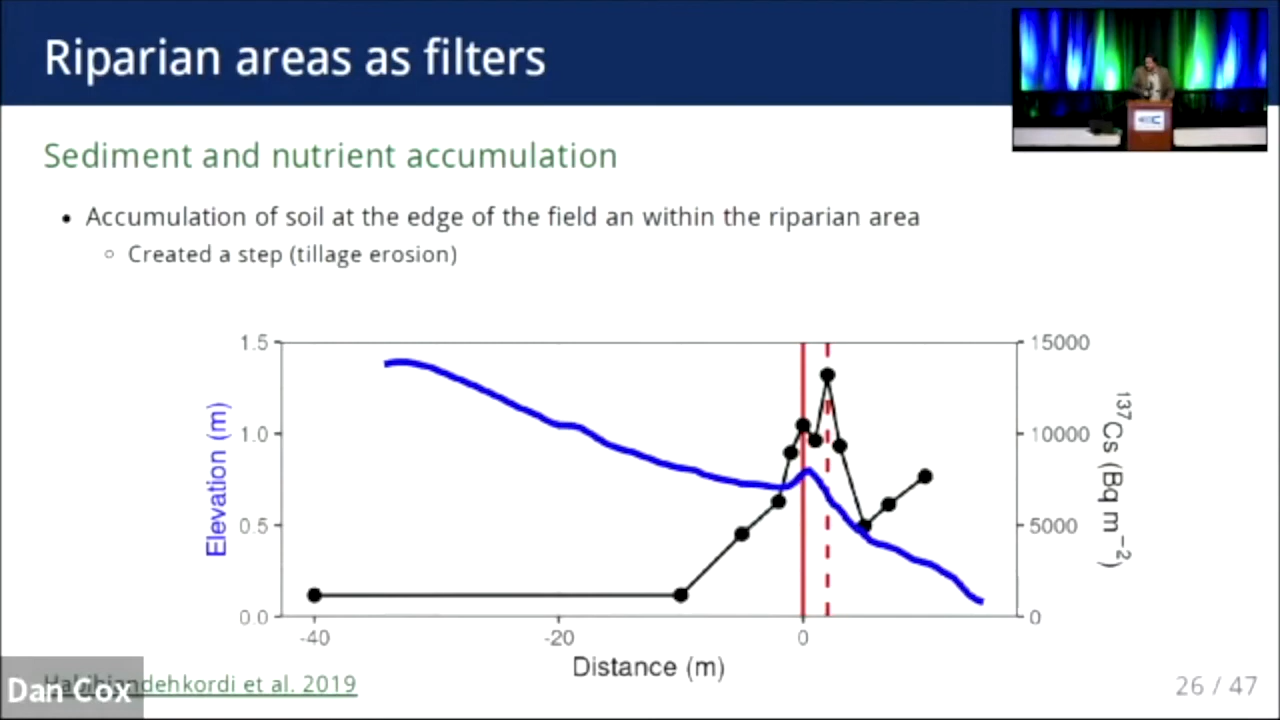 Riparian areas as filters
Sediment and nutrient accumulation
• Accumulation of soil at the edge of the field an within the riparian area
○ Created a step (tillage erosion)
1.5
1.0
0.5
0.0
Elevation (m)
-40
-20
0
Distance (m)
15000
10000
5000
0
¹³⁷Cs (Bq m⁻²)
et al. 2019
Dan Cox
26 / 47